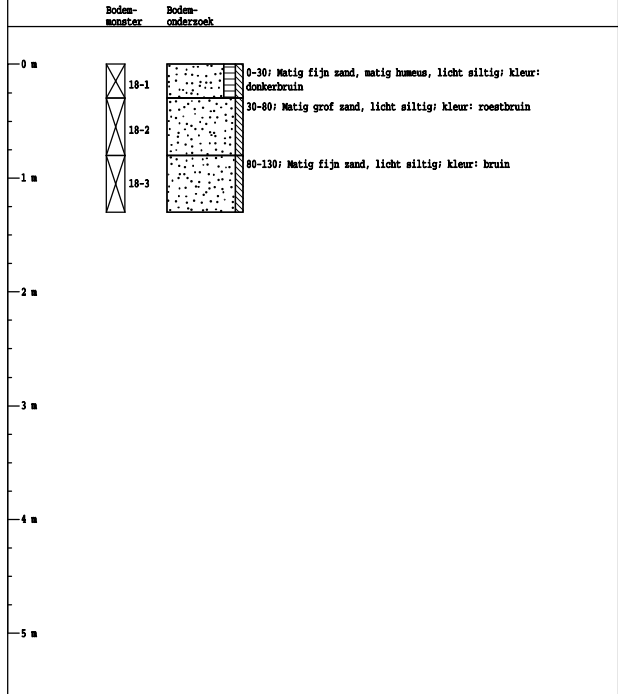 Bodem-
monster
Bodem-
onderzoek
0 m
18-1
0-30; Matig fijn zand, matig humeus, licht siltig; kleur:
donkerbruin
30-80; Matig grof zand, licht siltig; kleur: roestbruin
18-2
80-130; Matig fijn zand, licht siltig; kleur: bruin
1 m
18-3
2 m
3 m
4 m
5 m